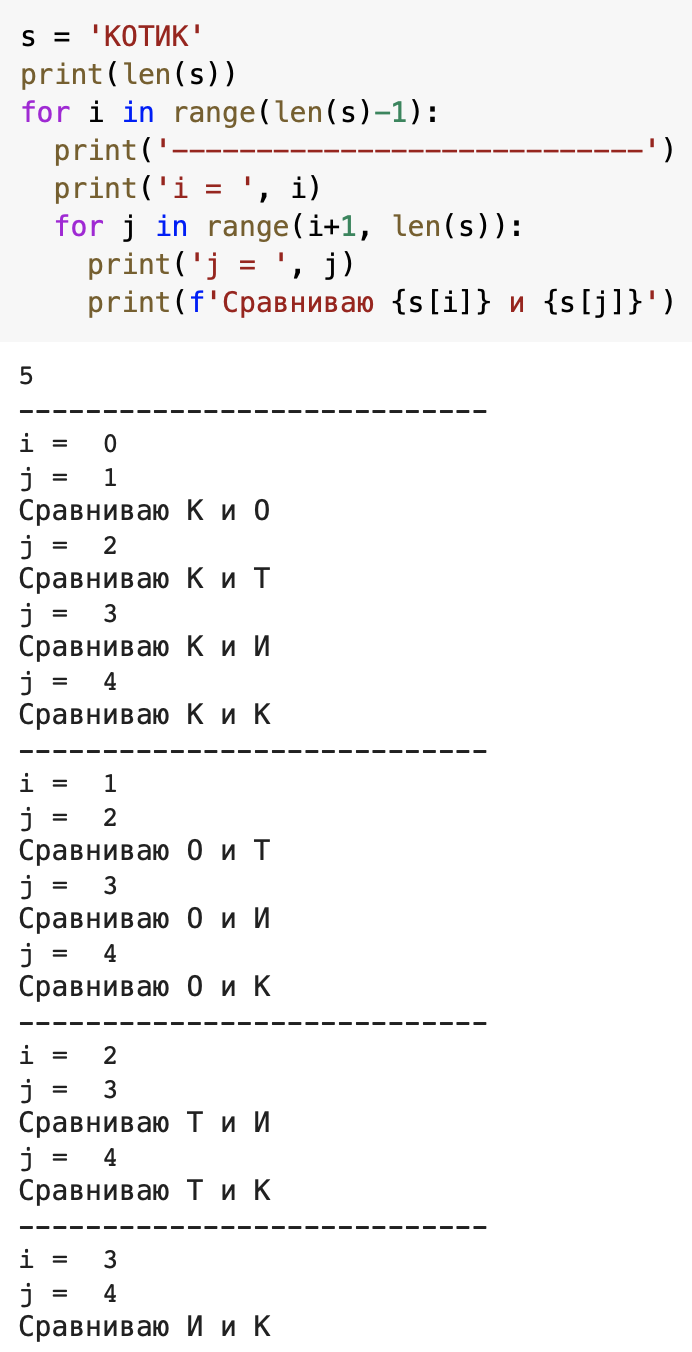 s = 'КОТИК'
print(len(s))
for i in range(len(s)-1):
  print('----------------------------')
  print('i = ', i)
  for j in range(i+1, len(s)):
    print('j = ', j)
    print(f'Сравниваю {s[i]} и {s[j]}')
5
----------------------------
i =  0
j =  1
Сравниваю К и О
j =  2
Сравниваю К и Т
j =  3
Сравниваю К и И
j =  4
Сравниваю К и К
----------------------------
i =  1
j =  2
Сравниваю О и Т
j =  3
Сравниваю О и И
j =  4
Сравниваю О и К
----------------------------
i =  2
j =  3
Сравниваю Т и И
j =  4
Сравниваю Т и К
----------------------------
i =  3
j =  4
Сравниваю И и К